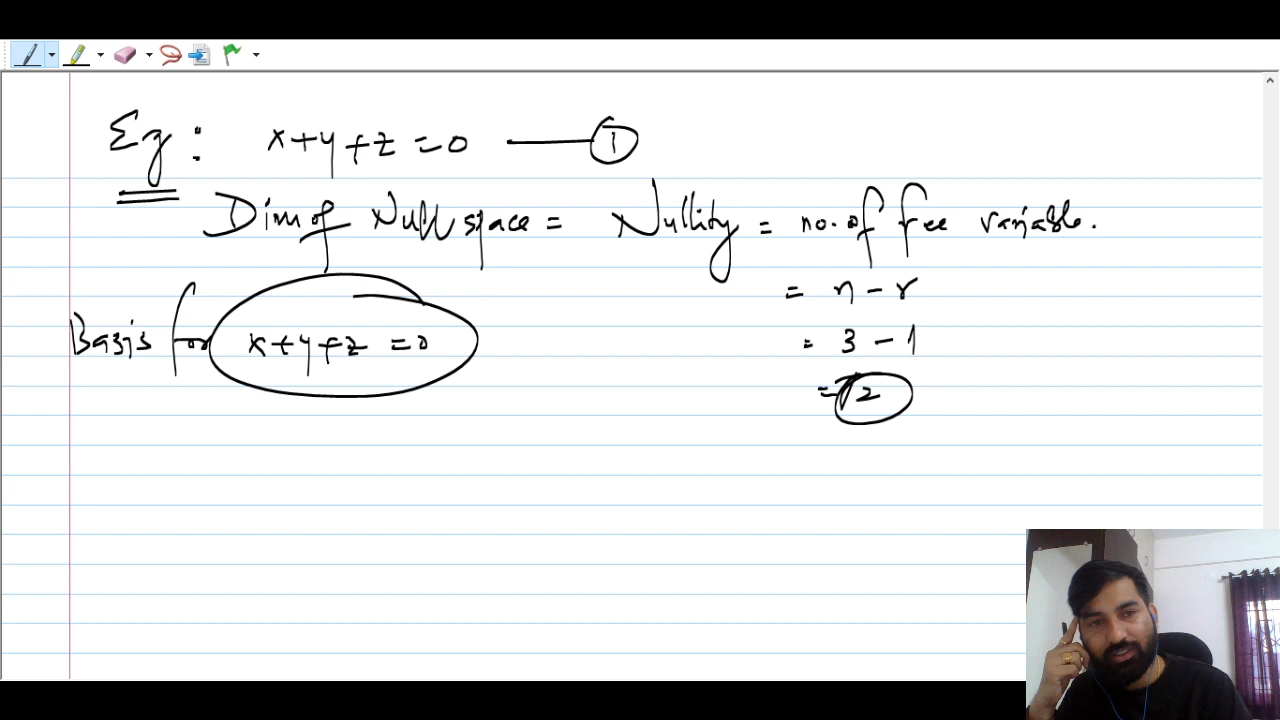 Eg: x+y+z=0 —— ①
Dim of Null space = Nullity = no. of free variable.
= n - r
Basis for x+y+z=0
= 3 - 1
= 2